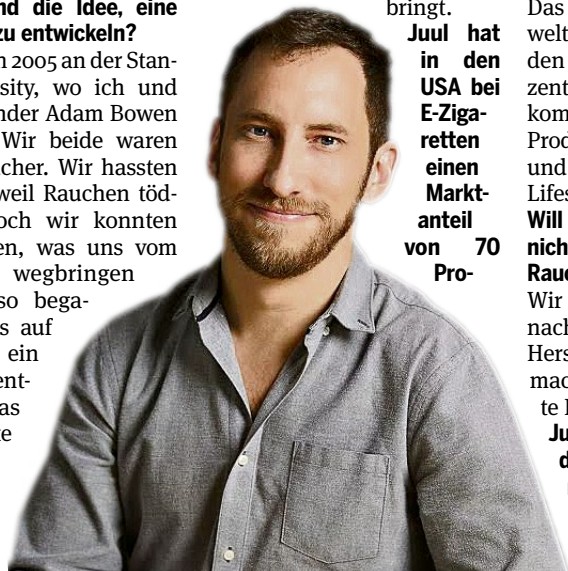 nd die Idee, eine
zu entwickeln?
n 2005 an der Stan-
sity, wo ich und
nder Adam Bowen
Wir beide waren
cher. Wir hassten
weil Rauchen töd-
och wir konnten
en, was uns vom
wegbringen
so bega-
s auf
ein
ent-
as
e
bringt.
Juul hat
in den
USA bei
E-Ziga-
retten
einen
Markt-
anteil
von 70
Pro-
Das
welt
den
zent
kom
Prod
und
Lifes
Will
nich
Rauc
Wir
nach
Hers
mac
te
Ju
d